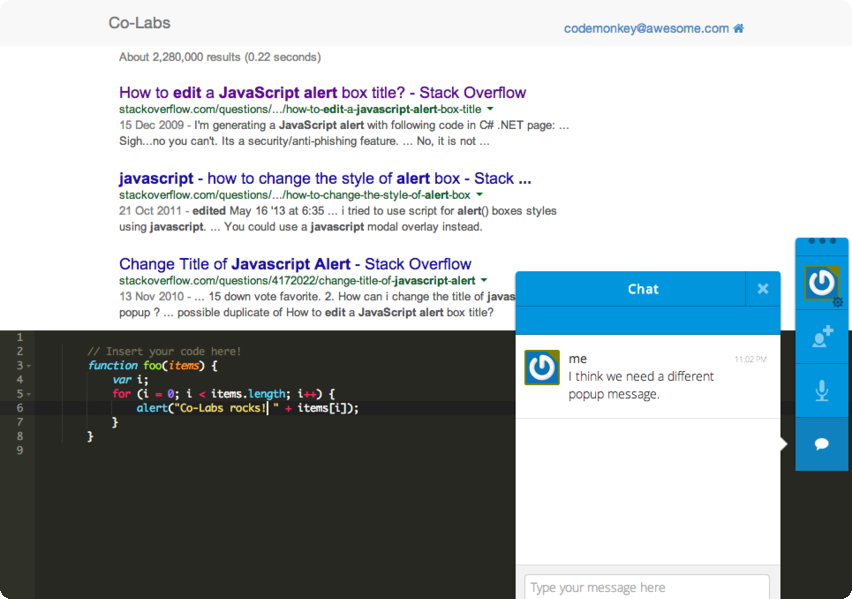 Co-Labs
codemonkey@awesome.com
About 2,280,000 results (0.22 seconds)
How to edit a JavaScript alert box title? - Stack Overflow
stackoverflow.com/questions/.../how-to-edit-a-javascript-alert-box-title
15 Dec 2009 - I'm generating a JavaScript alert with following code in C# .NET page: ...
Sigh...no you can't. Its a security/anti-phishing feature. ... No, it is not ...
javascript - how to change the style of alert box - Stack ...
stackoverflow.com/questions/.../how-to-change-the-style-of-alert-box
21 Oct 2011 - edited May 16 '13 at 6:35 ... i tried to use script for alert() boxes styles
using javascript. ... You could use a javascript modal overlay instead.
Change Title of Javascript Alert - Stack Overflow
stackoverflow.com/questions/4172022/change-title-of-javascript-alert
13 Nov 2010 - ... 15 down vote favorite. 2. How can i change the title of javas
popup ? ... possible duplicate of How to edit a JavaScript alert box title?
1
2 // Insert your code here!
3 function foo(items) {
4 var i;
5 for (i = 0; i < items.length; i++) {
6 alert("Co-Labs rocks! " + items[i]);
7 }
8 }
9
Chat
me
11:02 PM
I think we need a different
popup message.
Type your message here